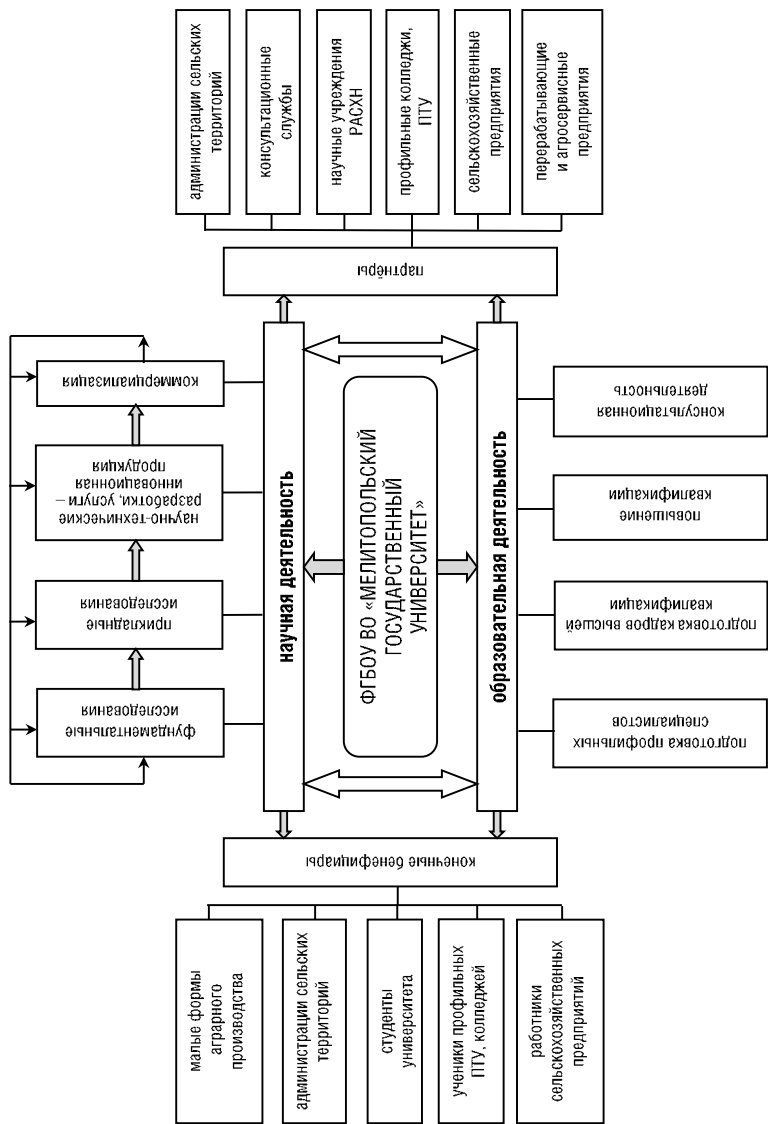 администрации сельских
территорий
консультационные
службы
научные учреждения
РАСХН
профильные колледжи,
ПТУ
сельскохозяйственные
предприятия
перерабатывающие
и агросервисные
предприятия
партнёры
коммерциализация
научно-технические
разработки, услуги –
инновационная
продукция
прикладные
исследования
фундаментальные
исследования
научная деятельность
ФГБОУ ВО «МЕЛИТОПОЛЬСКИЙ
ГОСУДАРСТВЕННЫЙ
УНИВЕРСИТЕТ»
образовательная деятельность
консультационная
деятельность
повышение
квалификации
подготовка кадров высшей
квалификации
подготовка профильных
специалистов
конечные бенефициары
малые формы
аграрного
производства
администрации сельских
территорий
студенты
университета
ученики профильных
ПТУ, колледжей
работники
сельскохозяйственных
предприятий